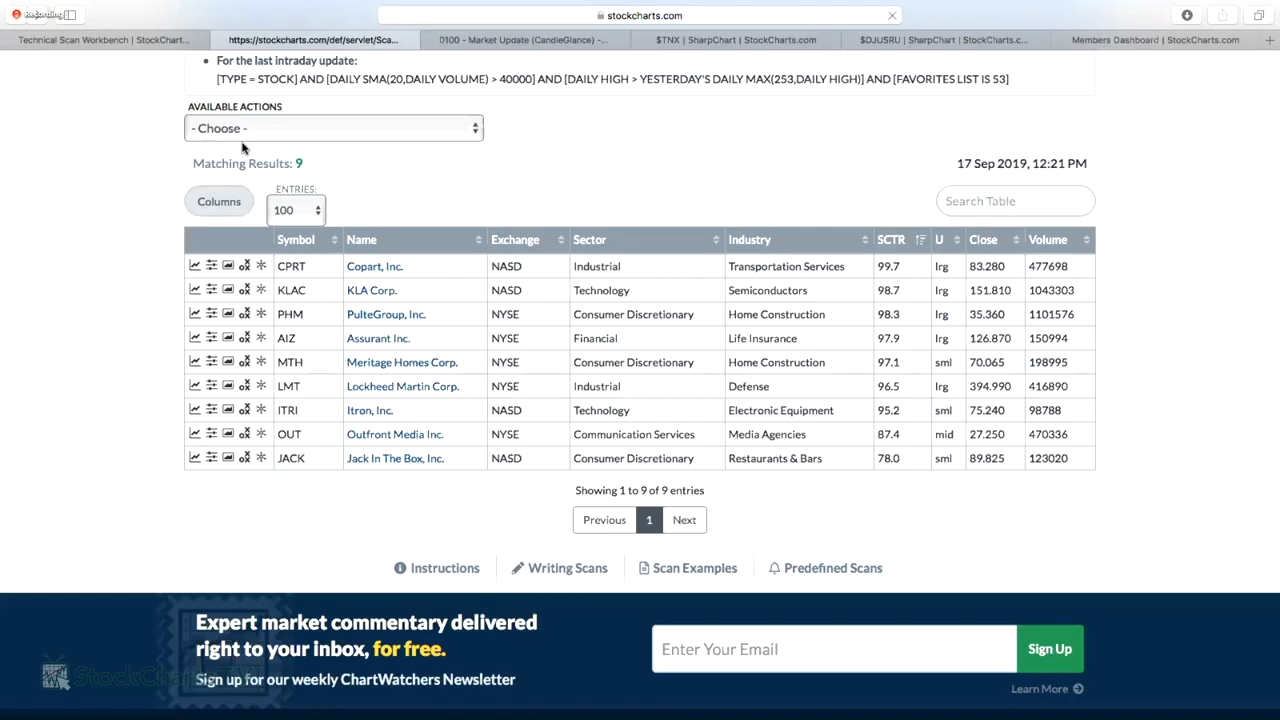 Recording
stockcharts.com
Technical Scan Workbench | StockChart...
https://stockcharts.com/def/servlet/Sca...
0100 - Market Update (CandleGlance) -...
$TNX | SharpChart | StockCharts.com
$DJUSRU | SharpChart | StockCharts.c...
Members Dashboard | StockCharts.com
For the last intraday update:
[TYPE = STOCK] AND [DAILY SMA(20,DAILY VOLUME) > 40000] AND [DAILY HIGH > YESTERDAY'S DAILY MAX(253,DAILY HIGH)] AND [FAVORITES LIST IS 53]
AVAILABLE ACTIONS
- Choose -
Matching Results: 9
17 Sep 2019, 12:21 PM
Columns
ENTRIES:
100
Search Table
Symbol Name Exchange Sector Industry SCTR U Close Volume
CPRT Copart, Inc. NASD Industrial Transportation Services 99.7 lrg 83.280 477698
KLAC KLA Corp. NASD Technology Semiconductors 98.7 lrg 151.810 1043303
PHM PulteGroup, Inc. NYSE Consumer Discretionary Home Construction 98.3 lrg 35.360 1101576
AIZ Assurant Inc. NYSE Financial Life Insurance 97.9 lrg 126.870 150994
MTH Meritage Homes Corp. NYSE Consumer Discretionary Home Construction 97.1 sml 70.065 198995
LMT Lockheed Martin Corp. NYSE Industrial Defense 96.5 lrg 394.990 416890
ITRI Itron, Inc. NASD Technology Electronic Equipment 95.2 sml 75.240 98788
OUT Outfront Media Inc. NYSE Communication Services Media Agencies 87.4 mid 27.250 470336
JACK Jack In The Box, Inc. NASD Consumer Discretionary Restaurants & Bars 78.0 sml 89.825 123020
Showing 1 to 9 of 9 entries
Previous 1 Next
Instructions Writing Scans Scan Examples Predefined Scans
Expert market commentary delivered
right to your inbox, for free.
Sign up for our weekly ChartWatchers Newsletter
Enter Your Email
Sign Up
Learn More